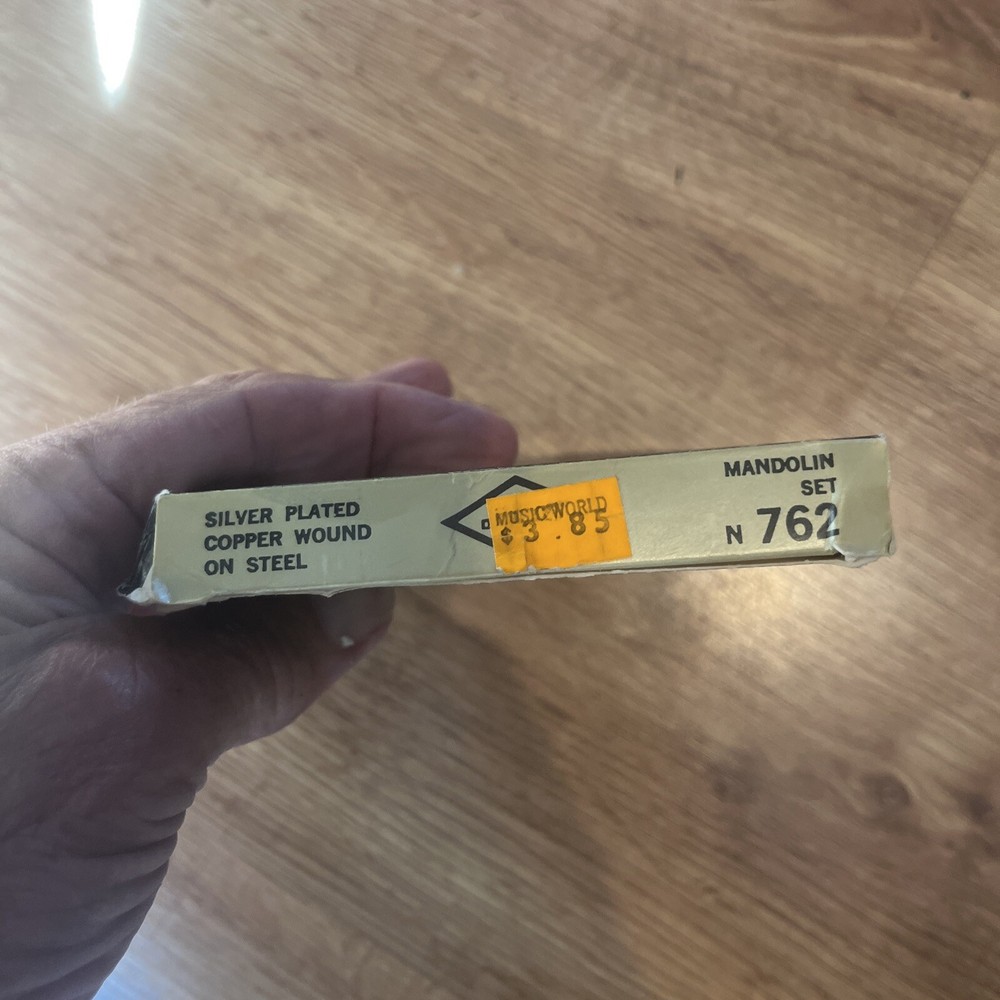 SILVER PLATED
COPPER WOUND
ON STEEL
MUSIC WORLD
$3.85
MANDOLIN
SET
N 762